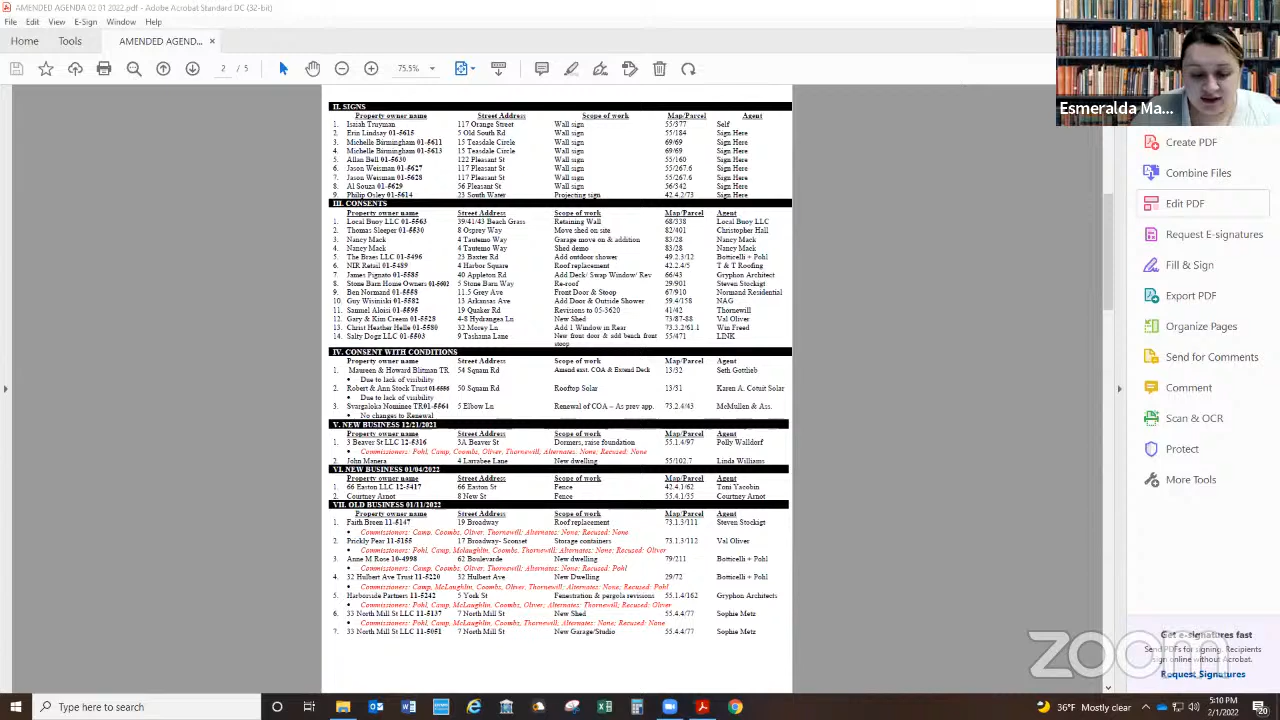 AMENDED AGENDA 02 01 2022.pdf - Adobe Acrobat Standard DC (32-bit)
File Edit View E-Sign Window Help
Home Tools AMENDED AGEND... ×
2 / 5 75.5%
Esmeralda Ma...
II. SIGNS
Property owner name Street Address Scope of work Map/Parcel Agent
1. Isaiah Truyman 117 Orange Street Wall sign 55/377 Self
2. Erin Lindsay 01-5615 5 Old South Rd Wall sign 55/184 Sign Here
3. Michelle Birmingham 01-5611 15 Teasdale Circle Wall sign 69/69 Sign Here
4. Michelle Birmingham 01-5613 15 Teasdale Circle Wall sign 69/69 Sign Here
5. Allan Bell 01-5630 122 Pleasant St Wall sign 55/160 Sign Here
6. Jason Weisman 01-5627 117 Pleasant St Wall sign 55/267.6 Sign Here
7. Jason Weisman 01-5628 117 Pleasant St Wall sign 55/267.6 Sign Here
8. Al Souza 01-5629 56 Pleasant St Wall sign 56/342 Sign Here
9. Philip Osley 01-5614 23 South Water Projecting sign 42.4.2/73 Sign Here
III. CONSENTS
Property owner name Street Address Scope of work Map/Parcel Agent
1. Local Buoy LLC 01-5563 39/41/43 Beach Grass Retaining Wall 68/338 Local Buoy LLC
2. Thomas Sleeper 01-5530 8 Osprey Way Move shed on site 82/401 Christopher Hall
3. Nancy Mack 4 Tautemo Way Garage move on & addition 83/28 Nancy Mack
4. Nancy Mack 4 Tautemo Way Shed demo 83/28 Nancy Mack
5. The Braes LLC 01-5496 23 Baxter Rd Add outdoor shower 49.2.3/12 Botticelli + Pohl
6. NIR Retail 01-5489 4 Harbor Square Roof replacement 42.2.4/5 T & T Roofing
7. James Pignato 01-5585 40 Appleton Rd Add Deck/ Swap Window/ Rev 66/43 Gryphon Architect
8. Stone Barn Home Owners 01-5602 5 Stone Barn Way Re-roof 29/901 Steven Stockigt
9. Ben Normand 01-5558 11.5 Grey Ave Front Door & Stoop 67/910 Normand Residential
10. Guy Wisiniski 01-5582 13 Arkansas Ave Add Door & Outside Shower 59.4/158 NAG
11. Samuel Aloisi 01-5595 19 Quaker Rd Revisions to 05-3620 41/42 Thornewill
12. Gary & Kim Creem 01-5528 4-8 Hydrangea Ln New Shed 73/87-88 Val Oliver
13. Christ Heather Helle 01-5580 32 Morey Ln Add 1 Window in Rear 73.3.2/61.1 Win Freed
14. Salty Dogz LLC 01-5503 9 Tashama Lane New front door & add bench front 55/471 LINK
stoop
IV. CONSENT WITH CONDITIONS
Property owner name Street Address Scope of work Map/Parcel Agent
1. Maureen & Howard Blitman TR 54 Squam Rd Amend exst. COA & Extend Deck 13/32 Seth Gottlieb
• Due to lack of visibility
2. Robert & Ann Stock Trust 01-5556 50 Squam Rd Rooftop Solar 13/31 Karen A. Cotuit Solar
• Due to lack of visibility
3. Svargaloka Nominee TR01-5564 5 Elbow Ln Renewal of COA – As prev app. 73.2.4/43 McMullen & Ass.
• No changes to Renewal
V. NEW BUSINESS 12/21/2021
Property owner name Street Address Scope of work Map/Parcel Agent
1. 3 Beaver St LLC 12-5316 3A Beaver St Dormers, raise foundation 55.1.4/97 Polly Walldorf
• Commissioners: Pohl, Camp, Coombs, Oliver, Thornewill; Alternates: None; Recused: None
2. John Manera 4 Larrabee Lane New dwelling 55/102.7 Linda Williams
VI. NEW BUSINESS 01/04/2022
Property owner name Street Address Scope of work Map/Parcel Agent
1. 66 Easton LLC 12-5417 66 Easton St Fence 42.4.1/62 Toni Yacobin
2. Courtney Arnot 8 New St Fence 55.4.1/35 Courtney Arnot
VII. OLD BUSINESS 01/11/2022
Property owner name Street Address Scope of work Map/Parcel Agent
1. Faith Breen 11-5147 19 Broadway Roof replacement 73.1.3/111 Steven Stockigt
• Commissioners: Camp, Coombs, Oliver, Thornewill; Alternates: None; Recused: None
2. Prickly Pear 11-5155 17 Broadway- Sconset Storage containers 73.1.3/112 Val Oliver
• Commissioners: Pohl, Camp, Mclaughlin, Coombs, Thornewill; Alternates: None; Recused: Oliver
3. Anne M Rose 10-4998 62 Boulevarde New dwelling 79/211 Botticelli + Pohl
• Commissioners: Camp, Coombs, Oliver, Thornewill; Alternates: None; Recused: Pohl
4. 32 Hulbert Ave Trust 11-5220 32 Hulbert Ave New Dwelling 29/72 Botticelli + Pohl
• Commissioners: Camp, McLaughlin, Coombs, Oliver, Thornewill; Alternates: None; Recused: Pohl
5. Harborside Partners 11-5242 5 York St Fenestration & pergola revisions 55.1.4/162 Gryphon Architects
• Commissioners: Pohl, Camp, McLaughlin, Coombs, Oliver; Alternates: Thornewill; Recused: Oliver
6. 33 North Mill St LLC 11-5137 7 North Mill St New Shed 55.4.4/77 Sophie Metz
• Commissioners: Pohl, Camp, McLaughlin, Coombs, Thornewill; Alternates: None; Recused: None
7. 33 North Mill St LLC 11-5051 7 North Mill St New Garage/Studio 55.4.4/77 Sophie Metz
Create PDF
Combine Files
Edit PDF
Request E-signatures
Fill & Sign
Export PDF
Organize Pages
Send for Comments
Comment
Scan & OCR
Protect
More Tools
Get e-signatures fast
Send PDFs for signing. Recipients
sign online without Acrobat.
Request Signatures
zoom
Type here to search
36°F Mostly clear
5:10 PM
2/1/2022
20